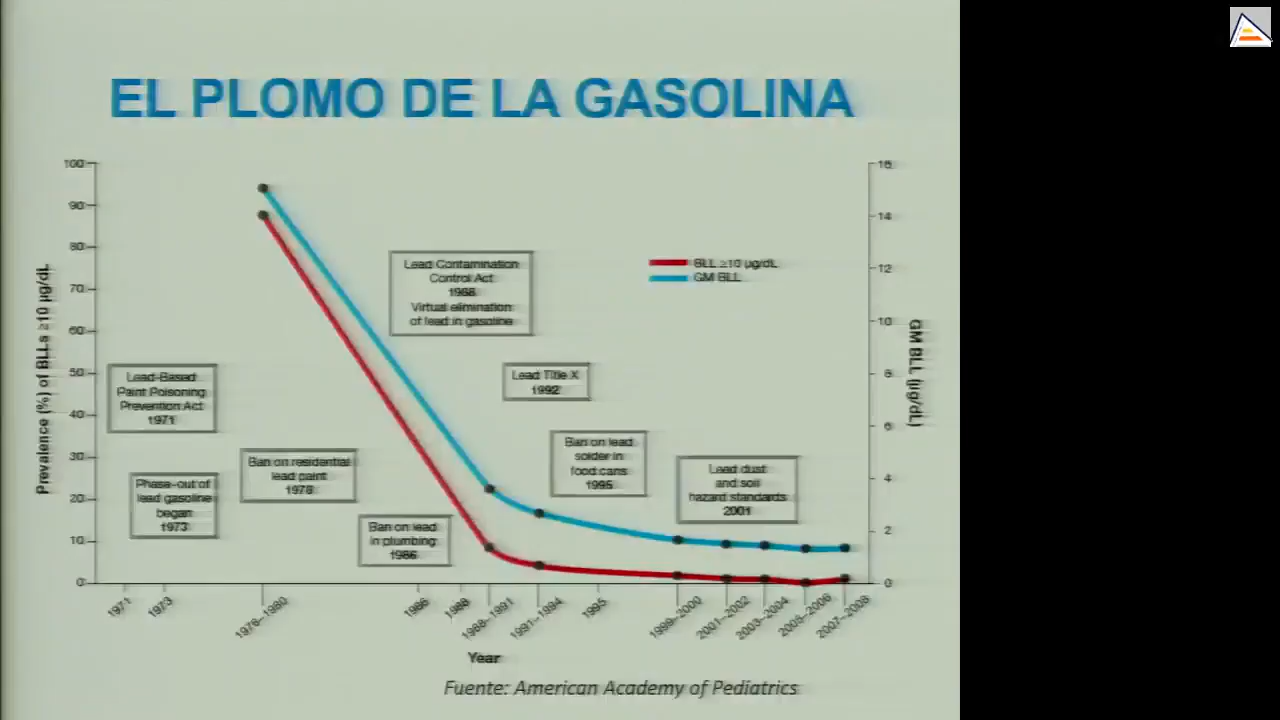 EL PLOMO DE LA GASOLINA
100
90
80
70
60
50
40
30
20
10
0
Prevalence (%) of BLLs ≥10 µg/dL
16
14
12
10
8
6
4
2
0
GM BLL (µg/dL)
BLL ≥10 µg/dL
GM BLL
Lead Contamination
Control Act
1988
Virtual elimination
of lead in gasoline
Lead-Based
Paint Poisoning
Prevention Act
1971
Lead Title X
1992
Ban on residential
lead paint
1978
Phase-out of
lead gasoline
began
1973
Ban on lead
in plumbing
1986
Ban on lead
solder in
food cans
1995
Lead dust
and soil
hazard standards
2001
1971
1973
1976–1980
1986
1988
1988–1991
1991–1994
1995
1999–2000
2001–2002
2003–2004
2005–2006
2007–2008
Year
Fuente: American Academy of Pediatrics